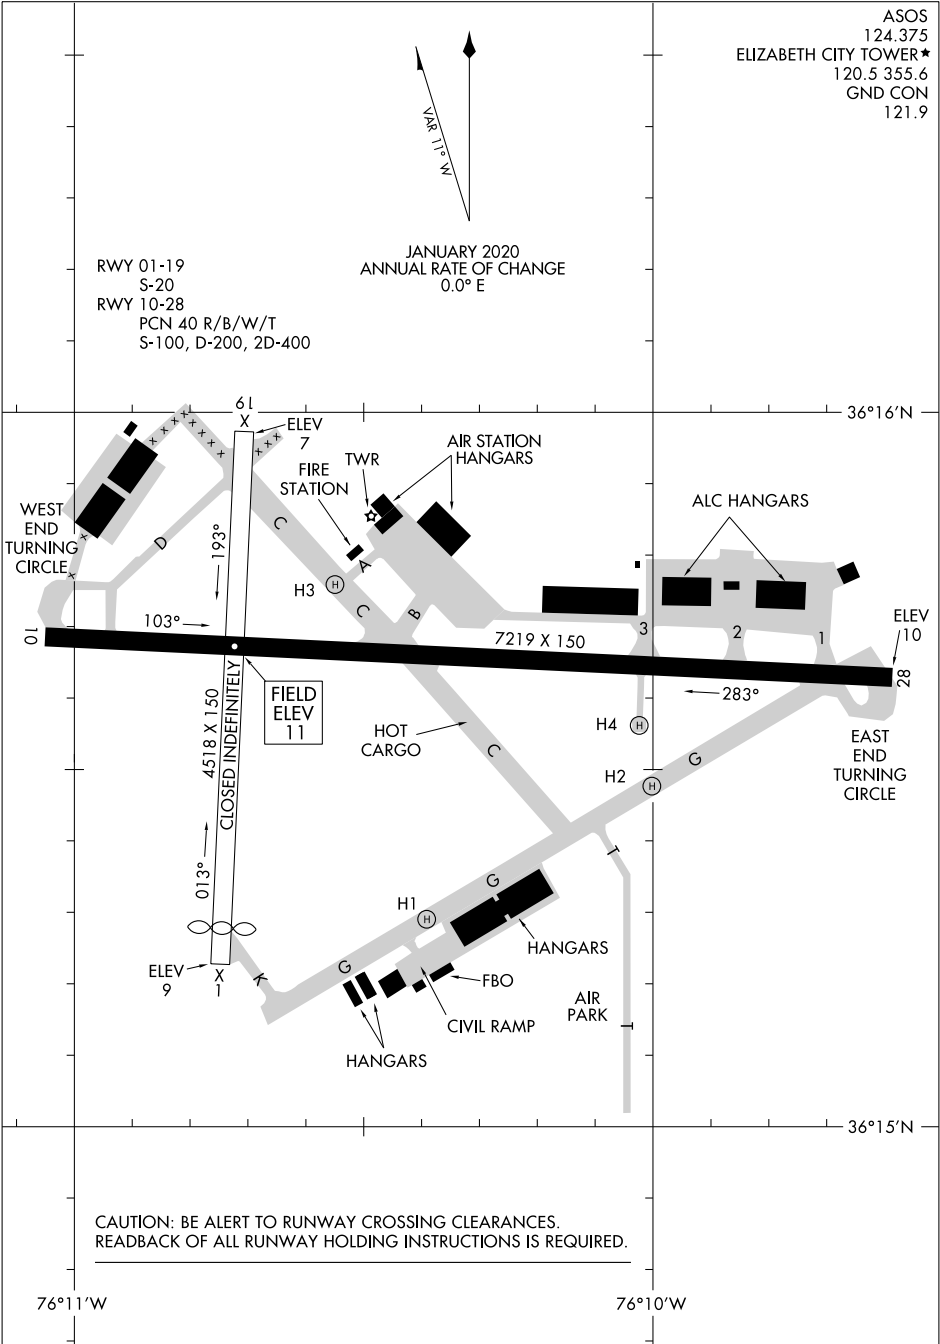 ASOS
124.375
ELIZABETH CITY TOWER★
120.5 355.6
GND CON
121.9
VAR 11° W
JANUARY 2020
ANNUAL RATE OF CHANGE
0.0° E
RWY 01-19
S-20
RWY 10-28
PCN 40 R/B/W/T
S-100, D-200, 2D-400
36°16'N
19
X
ELEV
7
FIRE
STATION
TWR
AIR STATION
HANGARS
ALC HANGARS
WEST
END
TURNING
CIRCLE
D
C
193°
A
H3
H
C
B
10
103°
7219 X 150
3
2
1
ELEV
10
28
283°
FIELD
ELEV
11
4518 X 150
CLOSED INDEFINITELY
HOT
CARGO
C
H4
H
G
H2
H
EAST
END
TURNING
CIRCLE
013°
T
G
H1
H
HANGARS
ELEV
9
X
1
K
G
FBO
CIVIL RAMP
HANGARS
AIR
PARK
T
36°15'N
CAUTION: BE ALERT TO RUNWAY CROSSING CLEARANCES.
READBACK OF ALL RUNWAY HOLDING INSTRUCTIONS IS REQUIRED.
76°11'W
76°10'W